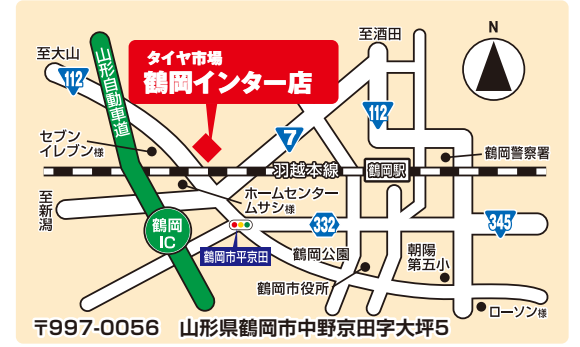 至大山
112
山形自動車道
タイヤ市場
鶴岡インター店
至酒田
N
112
7
セブン
イレブン様
羽越本線
鶴岡駅
鶴岡警察署
至新潟
ホームセンター
ムサシ様
鶴岡
IC
332
345
鶴岡市平京田
鶴岡公園
朝陽
第五小
鶴岡市役所
ローソン様
〒997-0056 山形県鶴岡市中野京田字大坪5